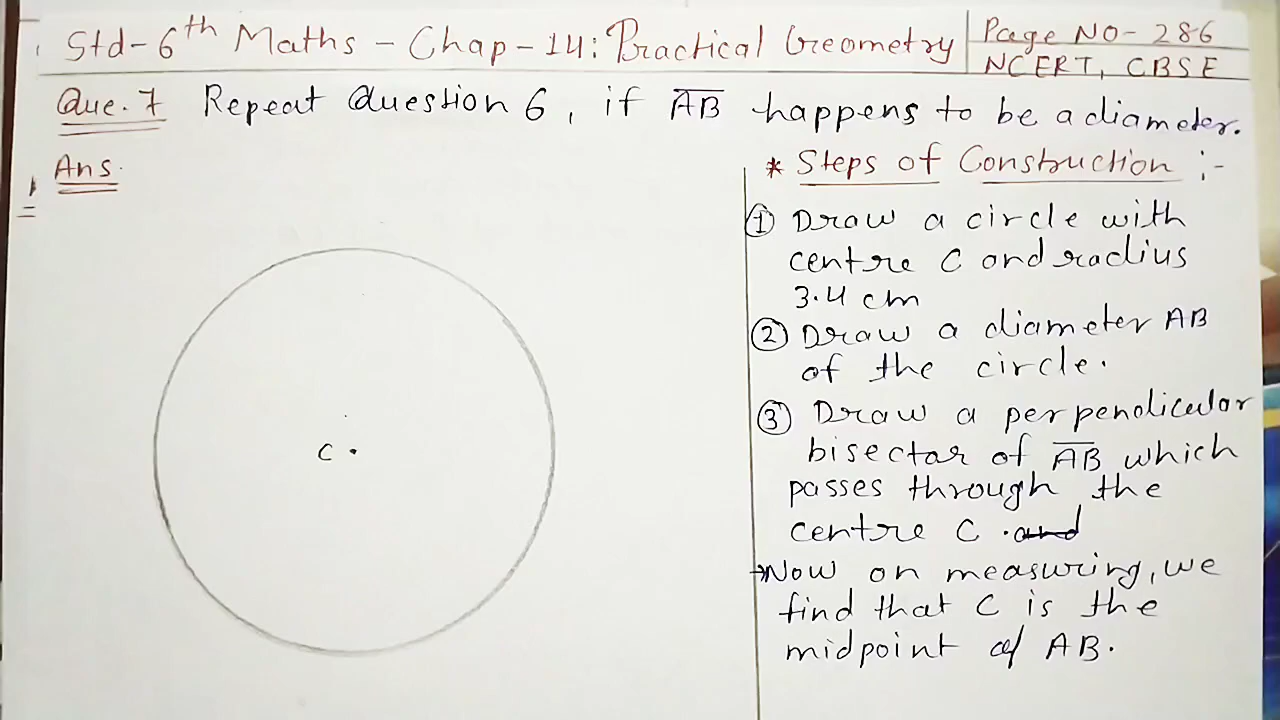 Std-6th Maths - Chap-14: Practical Geometry
Page NO- 286
NCERT, CBSE
Que. 7 Repeat Question 6, if AB happens to be a diameter.
Ans.
* Steps of Construction :-
① Draw a circle with
centre C and radius
3.4 cm
② Draw a diameter AB
of the circle.
③ Draw a perpendicular
bisectar of AB which
passes through the
centre C . and
→Now on measuring, we
find that C is the
midpoint of AB.
C